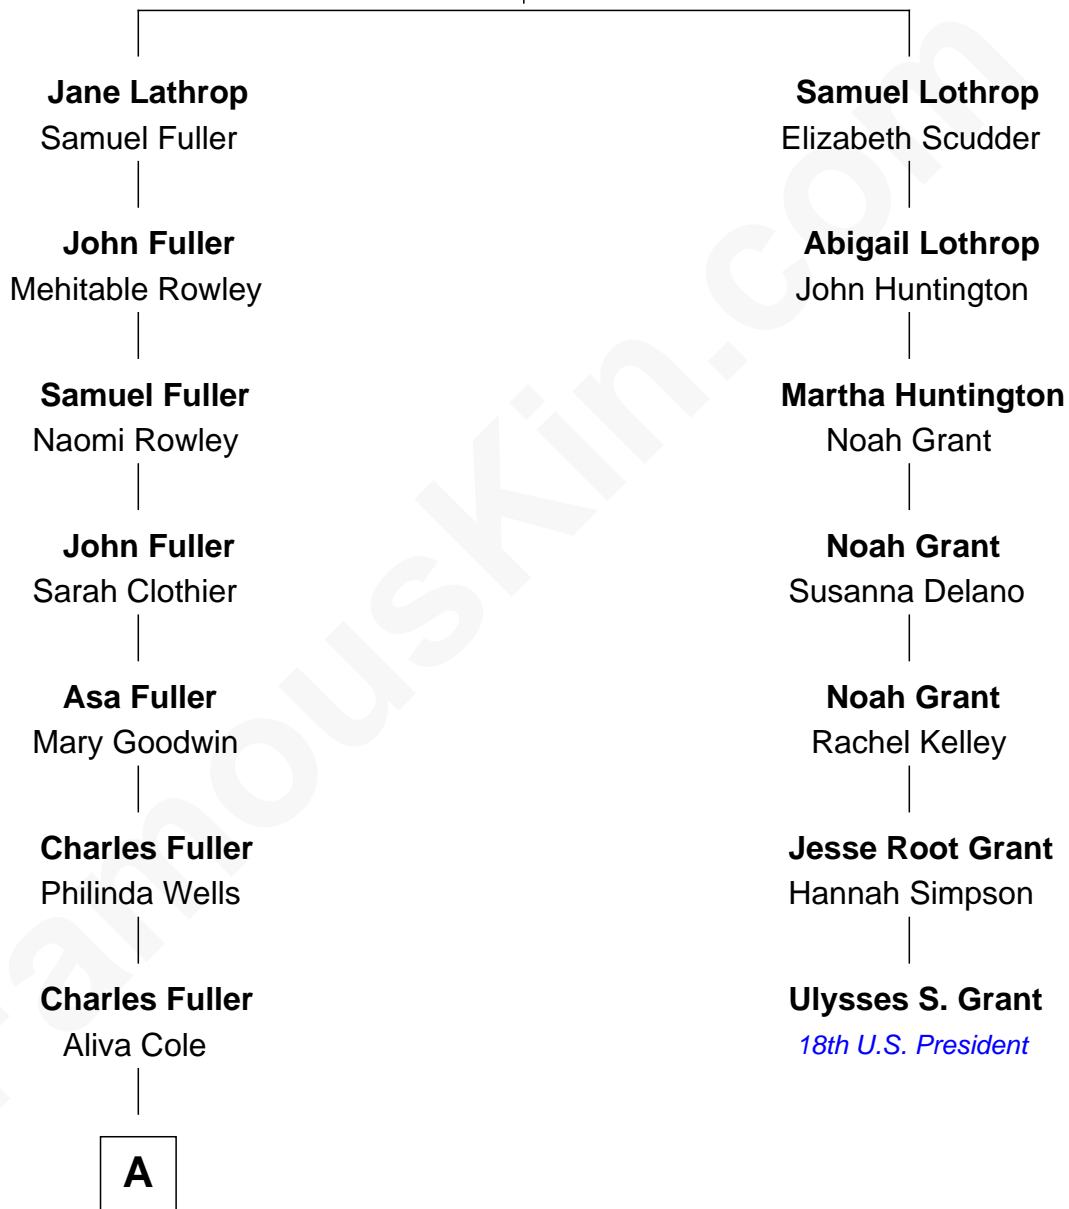 Jane Lathrop
Samuel Fuller
John Fuller
Mehitable Rowley
Samuel Fuller
Naomi Rowley
John Fuller
Sarah Clothier
Asa Fuller
Mary Goodwin
Charles Fuller
Philinda Wells
Charles Fuller
Aliva Cole
A
Samuel Lothrop
Elizabeth Scudder
Abigail Lothrop
John Huntington
Martha Huntington
Noah Grant
Noah Grant
Susanna Delano
Noah Grant
Rachel Kelley
Jesse Root Grant
Hannah Simpson
Ulysses S. Grant
18th U.S. President
FamousKin.com